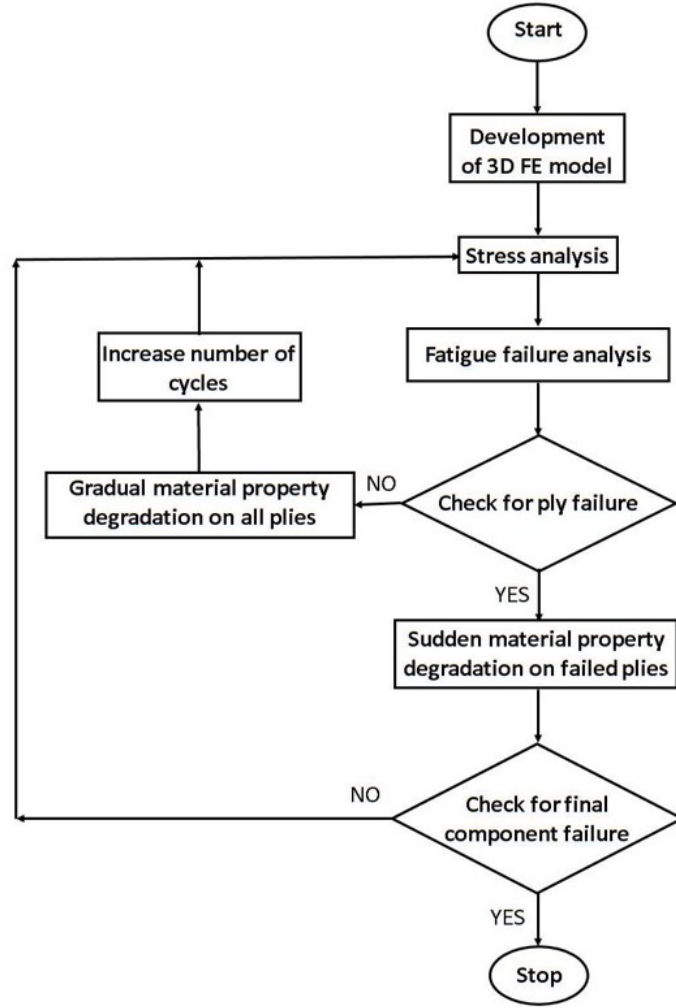 Start
Development
of 3D FE model
Stress analysis
Increase number of
cycles
Fatigue failure analysis
Gradual material property
degradation on all plies
NO
Check for ply failure
YES
Sudden material property
degradation on failed plies
NO
Check for final
component failure
YES
Stop